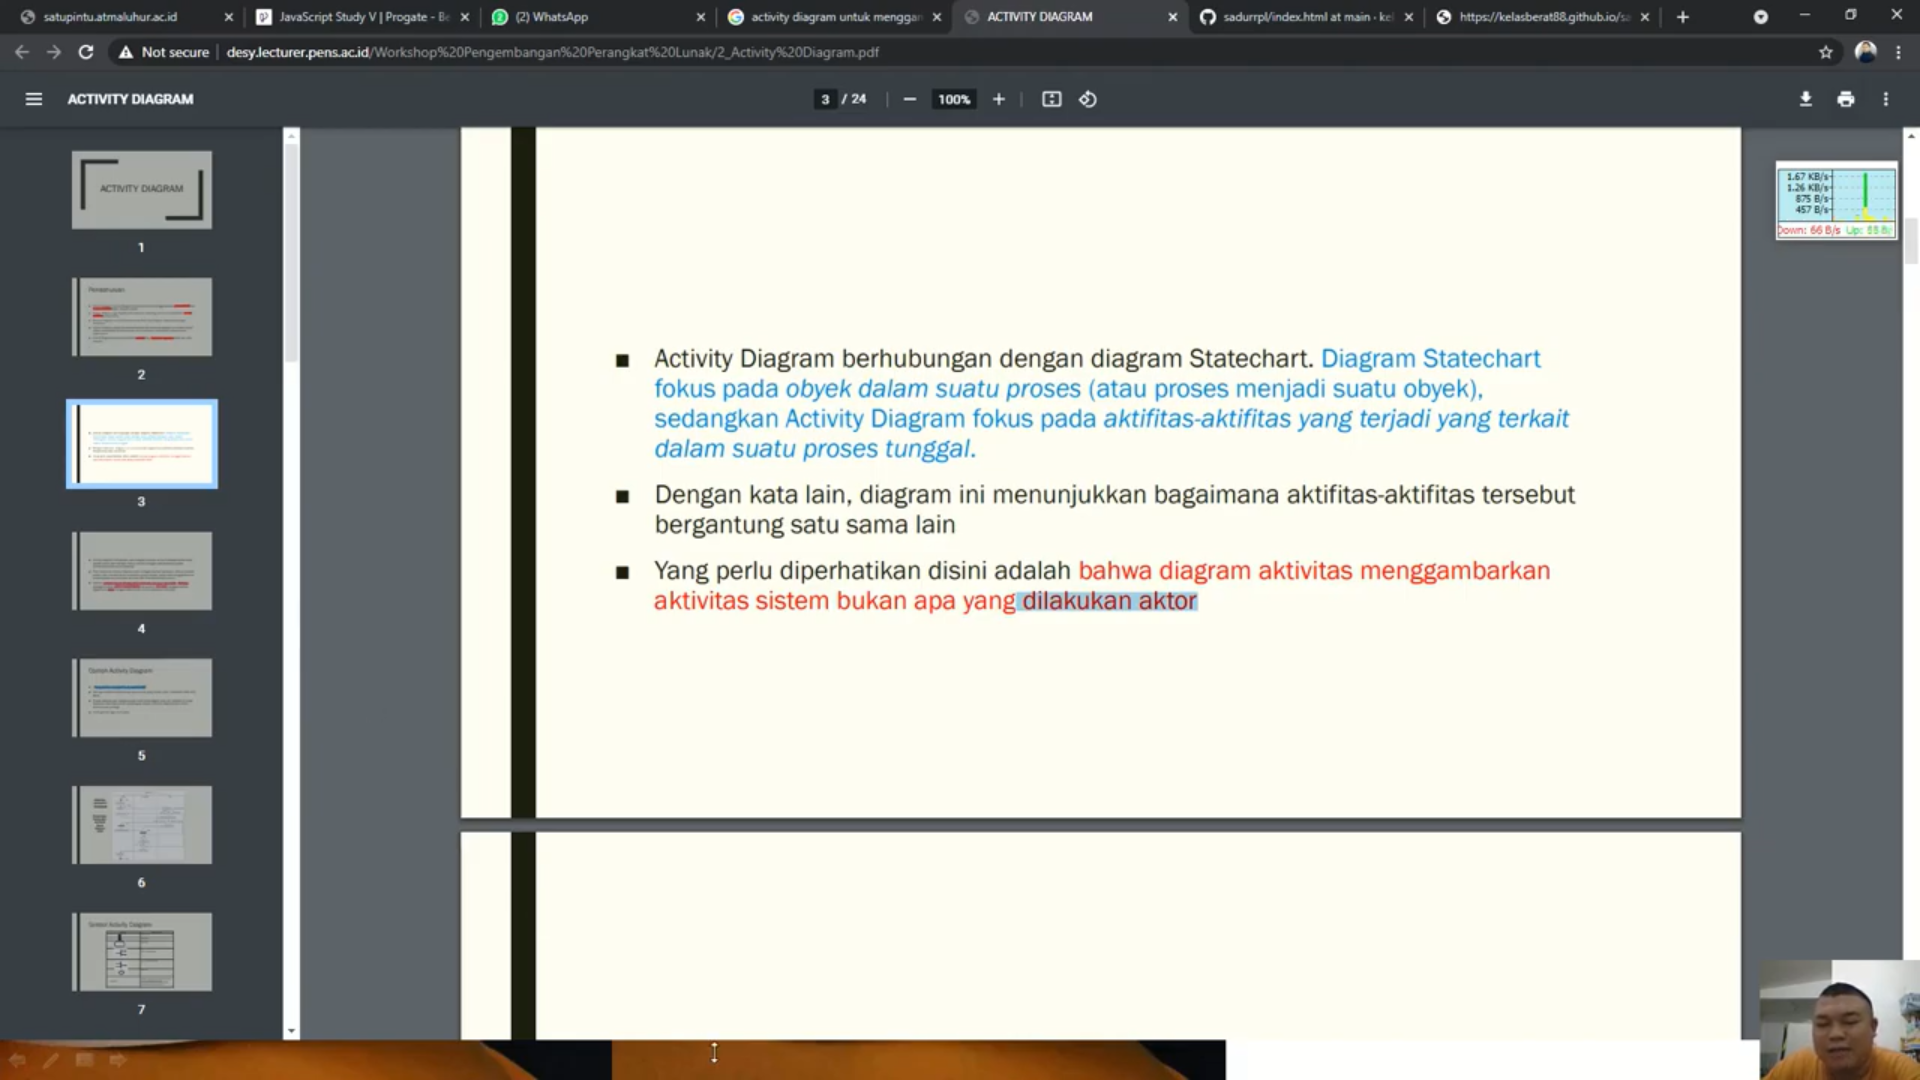 satupintu.atmaluhur.ac.id
JavaScript Study V | Progate - Be
(2) WhatsApp
activity diagram untuk menggan
ACTIVITY DIAGRAM
sadurrpl/index.html at main · kel
https://kelasberat88.github.io/sa
Not secure
desy.lecturer.pens.ac.id/Workshop%20Pengembangan%20Perangkat%20Lunak/2_Activity%20Diagram.pdf
ACTIVITY DIAGRAM
3 / 24
100%
ACTIVITY DIAGRAM
1
2
3
4
5
6
7
Activity Diagram berhubungan dengan diagram Statechart. Diagram Statechart
fokus pada obyek dalam suatu proses (atau proses menjadi suatu obyek),
sedangkan Activity Diagram fokus pada aktifitas-aktifitas yang terjadi yang terkait
dalam suatu proses tunggal.
Dengan kata lain, diagram ini menunjukkan bagaimana aktifitas-aktifitas tersebut
bergantung satu sama lain
Yang perlu diperhatikan disini adalah bahwa diagram aktivitas menggambarkan
aktivitas sistem bukan apa yang dilakukan aktor
1.67 KB/s
1.26 KB/s
875 B/s
457 B/s
Down: 66 B/s Up: